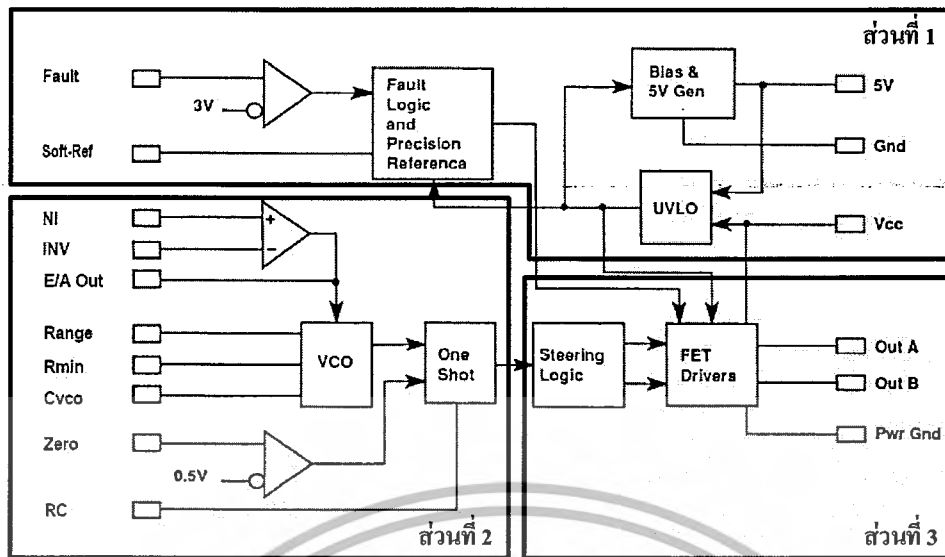 ส่วนที่ 1
Fault
3V
Soft-Ref
Fault
Logic
and
Precision
Reference
Bias &
5V Gen
5V
Gnd
UVLO
Vcc
NI
+
INV
−
E/A Out
Range
Rmin
Cvco
VCO
One
Shot
Zero
0.5V
RC
ส่วนที่ 2
Steering
Logic
FET
Drivers
Out A
Out B
Pwr Gnd
ส่วนที่ 3